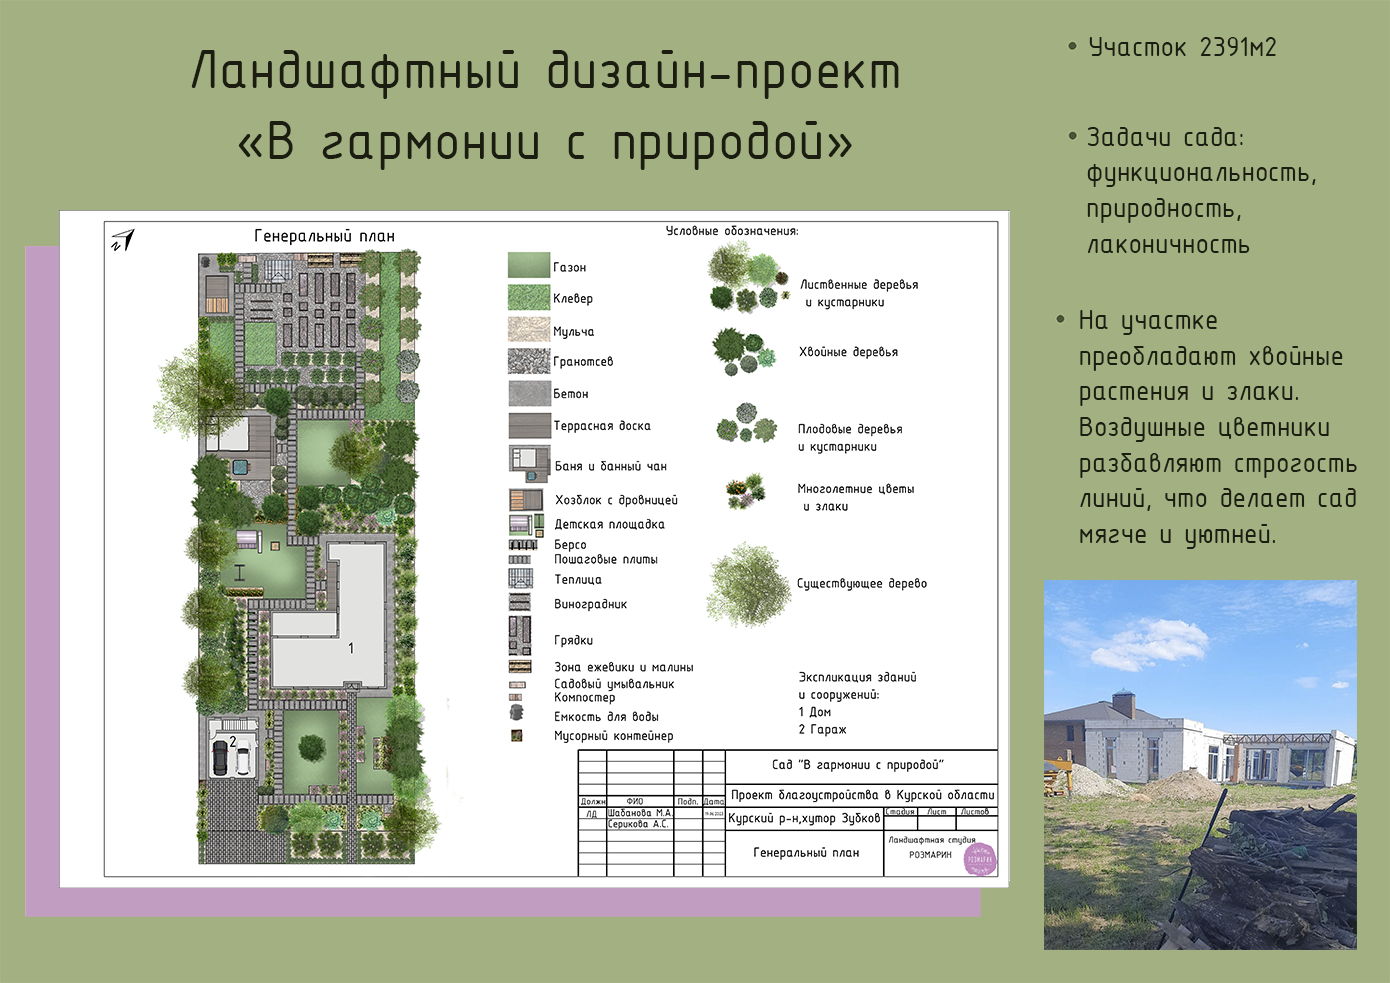 Ландшафтный дизайн-проект
«В гармонии с природой»
Участок 2391м2
Задачи сада:
функциональность,
природность,
лаконичность
На участке
преобладают хвойные
растения и злаки.
Воздушные цветники
разбавляют строгость
линий, что делает сад
мягче и уютней.
N
Генеральный план
1
2
Газон
Клевер
Мульча
Гранотсев
Бетон
Террасная доска
Баня и банный чан
Хозблок с дровницей
Детская площадка
Берсо
Пошаговые плиты
Теплица
Виноградник
Грядки
Зона ежевики и малины
Садовый умывальник
Компостер
Емкость для воды
Мусорный контейнер
Условные обозначения:
Лиственные деревья
и кустарники
Хвойные деревья
Плодовые деревья
и кустарники
Многолетние цветы
и злаки
Существующее дерево
Экспликация зданий
и сооружений:
1 Дом
2 Гараж
Сад "В гармонии с природой"
Проект благоустройства в Курской области
Должн ФИО Подп. Дата
ЛД Шабанова М.А.
Серикова А.С.
Курский р-н,хутор Зубков
Стадия Лист Листов
Генеральный план
Ландшафтная студия
РОЗМАРИН
РОЗМАРИН